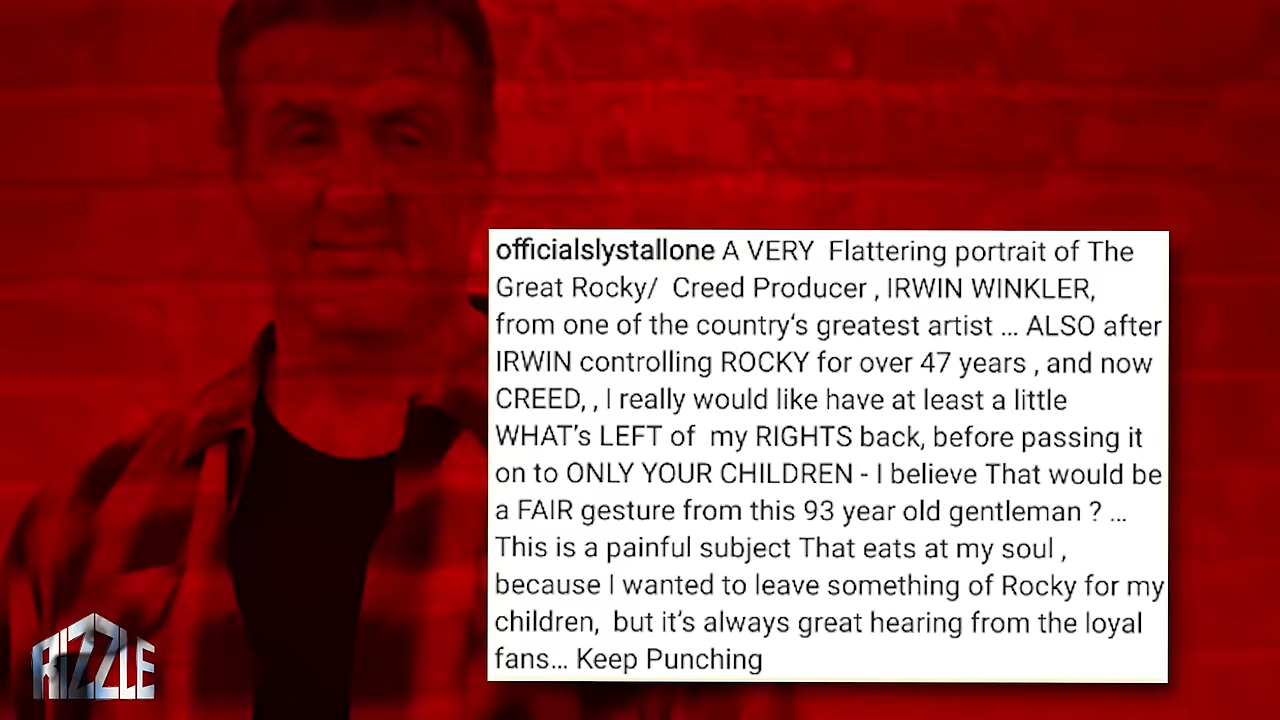 officialslystallone A VERY Flattering portrait of The
Great Rocky/ Creed Producer , IRWIN WINKLER,
from one of the country‘s greatest artist ... ALSO after
IRWIN controlling ROCKY for over 47 years , and now
CREED, , I really would like have at least a little
WHAT’s LEFT of my RIGHTS back, before passing it
on to ONLY YOUR CHILDREN - I believe That would be
a FAIR gesture from this 93 year old gentleman ? ...
This is a painful subject That eats at my soul ,
because I wanted to leave something of Rocky for my
children, but it’s always great hearing from the loyal
fans... Keep Punching
RIZZLE